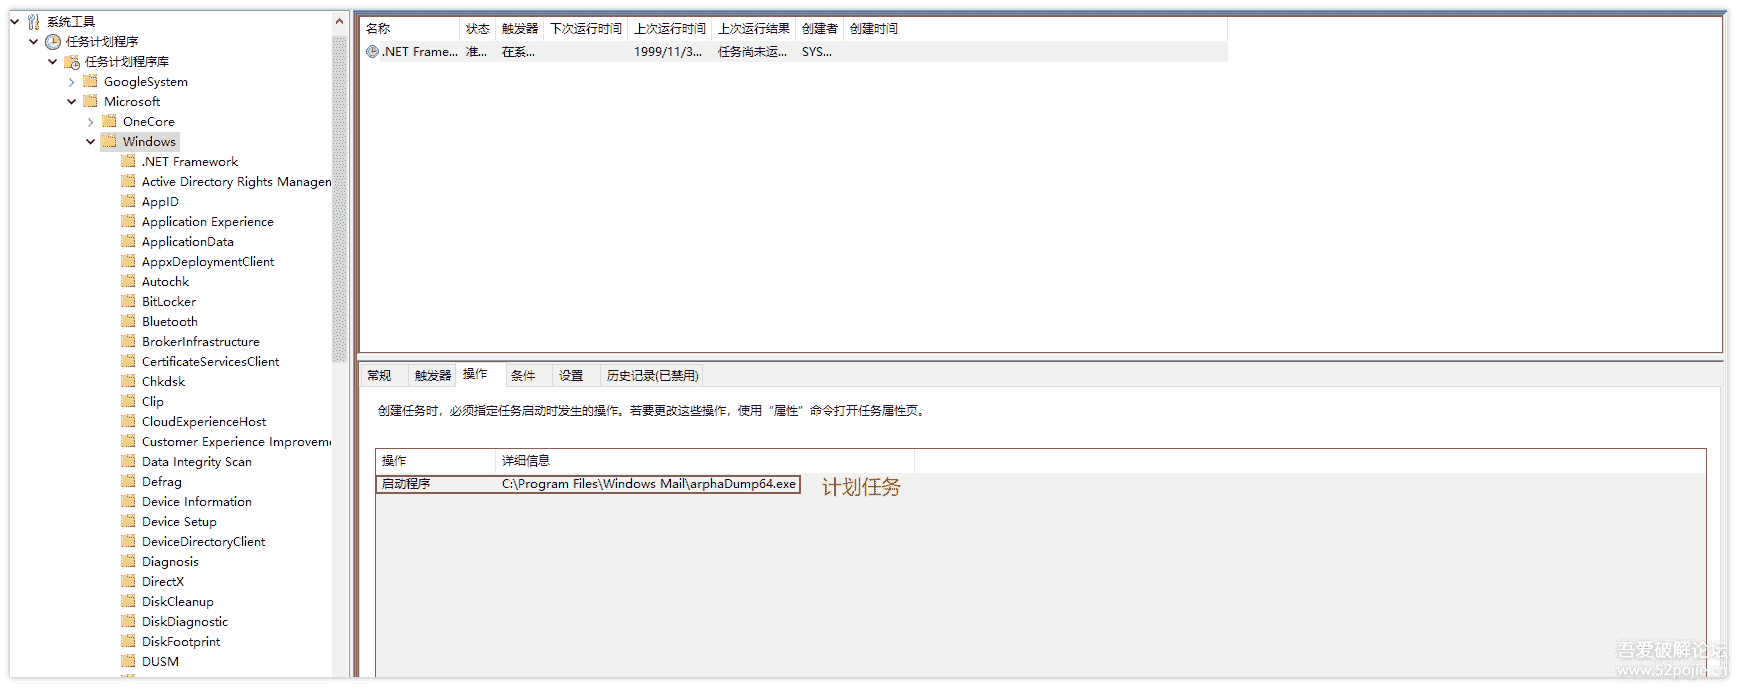 系统工具
任务计划程序
任务计划程序库
GoogleSystem
Microsoft
OneCore
Windows
.NET Framework
Active Directory Rights Managen
AppID
Application Experience
ApplicationData
AppxDeploymentClient
Autochk
BitLocker
Bluetooth
BrokerInfrastructure
CertificateServicesClient
Chkdsk
Clip
CloudExperienceHost
Customer Experience Improveme
Data Integrity Scan
Defrag
Device Information
Device Setup
DeviceDirectoryClient
Diagnosis
DirectX
DiskCleanup
DiskDiagnostic
DiskFootprint
DUSM
名称 状态 触发器 下次运行时间 上次运行时间 上次运行结果 创建者 创建时间
.NET Frame... 准... 在系... 1999/11/3... 任务尚未运... SYS...
常规 触发器 操作 条件 设置 历史记录(已禁用)
创建任务时，必须指定任务启动时发生的操作。若要更改这些操作，使用“属性”命令打开任务属性页。
操作 详细信息
启动程序 C:\Program Files\Windows Mail\arphaDump64.exe 计划任务
吾爱破解论坛
www.52pojie.cn